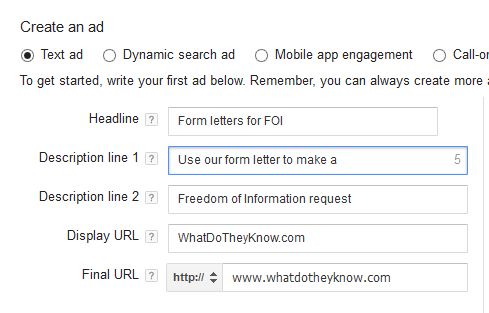 Create an ad
Text ad Dynamic search ad Mobile app engagement Call-o
To get started, write your first ad below. Remember, you can always create more
Headline ? Form letters for FOI
Description line 1 ? Use our form letter to make a 5
Description line 2 ? Freedom of Information request
Display URL ? WhatDoTheyKnow.com
Final URL ? http:// www.whatdotheyknow.com